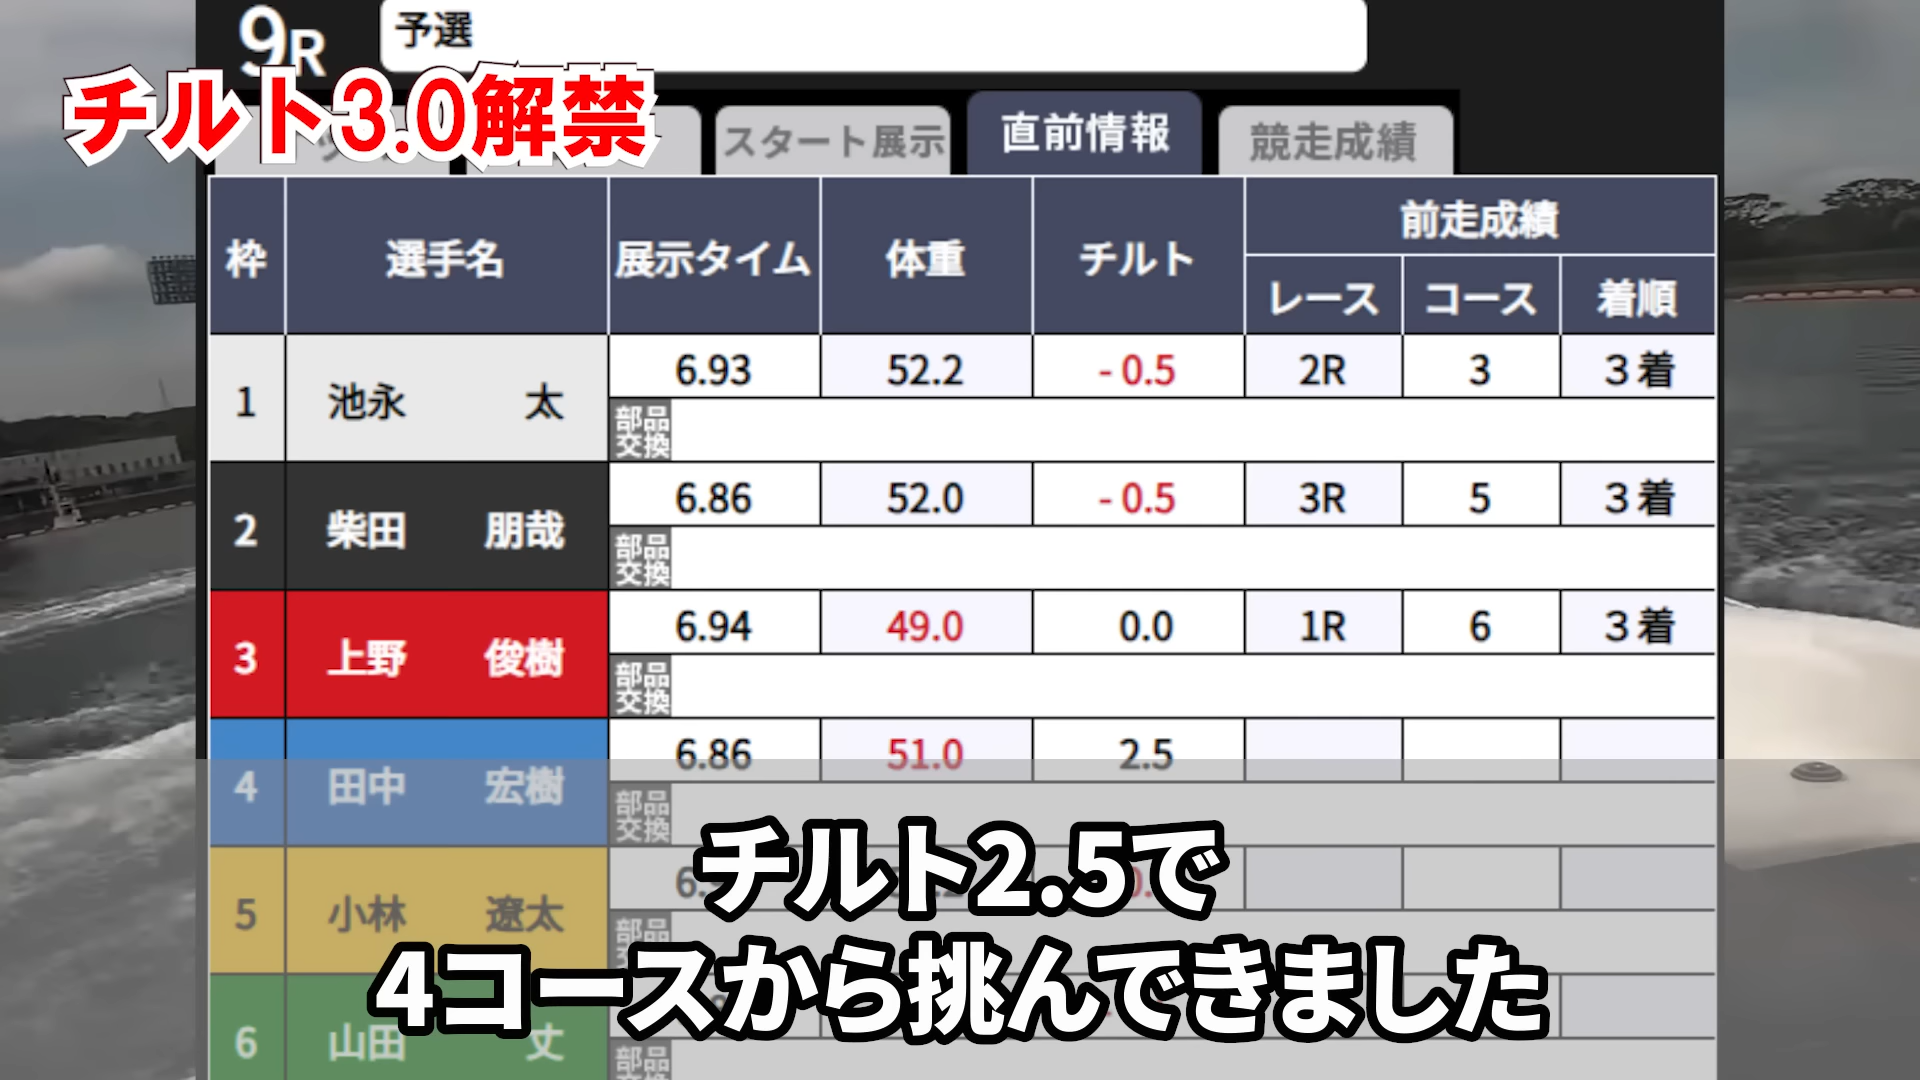 9R 予選
チルト3.0解禁
スタート展示 直前情報 競走成績
枠 選手名 展示タイム 体重 チルト 前走成績
レース コース 着順
1 池永 太 6.93 52.2 -0.5 2R 3 3着
部品交換
2 柴田 朋哉 6.86 52.0 -0.5 3R 5 3着
部品交換
3 上野 俊樹 6.94 49.0 0.0 1R 6 3着
部品交換
4 田中 宏樹 6.86 51.0 2.5
部品交換
5 小林 遼太
部品
6 山田 丈
部品
チルト2.5で
4コースから挑んできました